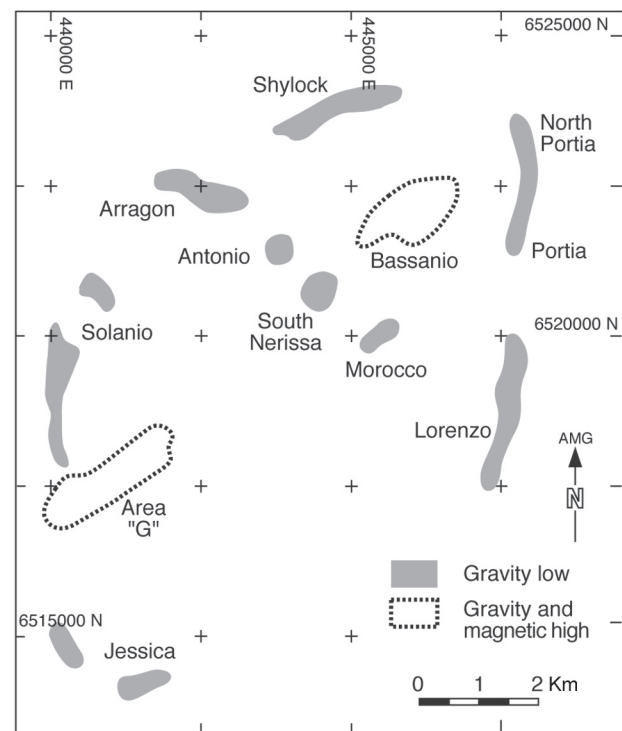 440000 E
445000 E
6525000 N
Shylock
North
Portia
Arragon
Antonio
Bassanio
Portia
Solanio
South
Nerissa
6520000 N
Morocco
Lorenzo
AMG
N
Area
"G"
Gravity low
Gravity and
magnetic high
6515000 N
Jessica
0 1 2 Km